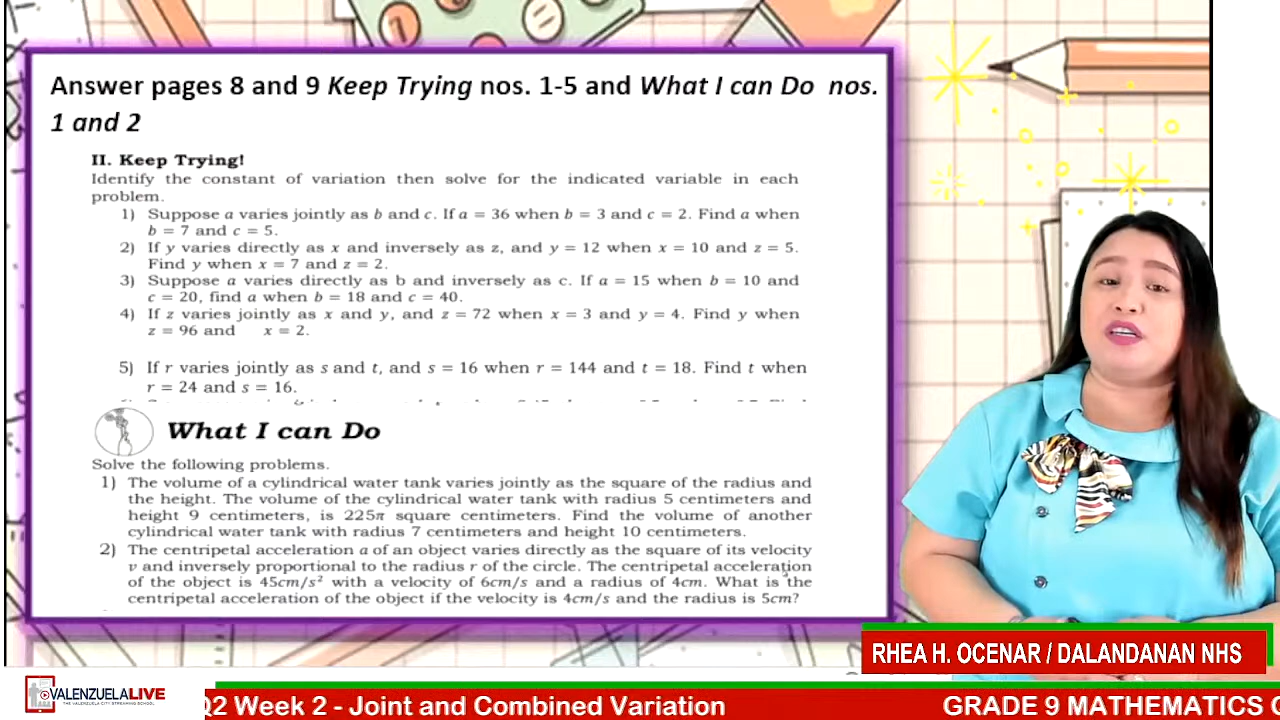 Answer pages 8 and 9 Keep Trying nos. 1-5 and What I can Do nos.
1 and 2
II. Keep Trying!
Identify the constant of variation then solve for the indicated variable in each
problem.
1) Suppose a varies jointly as b and c. If a = 36 when b = 3 and c = 2. Find a when
b = 7 and c = 5.
2) If y varies directly as x and inversely as z, and y = 12 when x = 10 and z = 5.
Find y when x = 7 and z = 2.
3) Suppose a varies directly as b and inversely as c. If a = 15 when b = 10 and
c = 20, find a when b = 18 and c = 40.
4) If z varies jointly as x and y, and z = 72 when x = 3 and y = 4. Find y when
z = 96 and x = 2.
5) If r varies jointly as s and t, and s = 16 when r = 144 and t = 18. Find t when
r = 24 and s = 16.
What I can Do
Solve the following problems.
1) The volume of a cylindrical water tank varies jointly as the square of the radius and
the height. The volume of the cylindrical water tank with radius 5 centimeters and
height 9 centimeters, is 225π square centimeters. Find the volume of another
cylindrical water tank with radius 7 centimeters and height 10 centimeters.
2) The centripetal acceleration a of an object varies directly as the square of its velocity
v and inversely proportional to the radius r of the circle. The centripetal acceleration
of the object is 45cm/s² with a velocity of 6cm/s and a radius of 4cm. What is the
centripetal acceleration of the object if the velocity is 4cm/s and the radius is 5cm?
RHEA H. OCENAR / DALANDANAN NHS
VALENZUELALIVE
THE VALENZUELA CITY STREAMING SCHOOL
Q2 Week 2 - Joint and Combined Variation
GRADE 9 MATHEMATICS